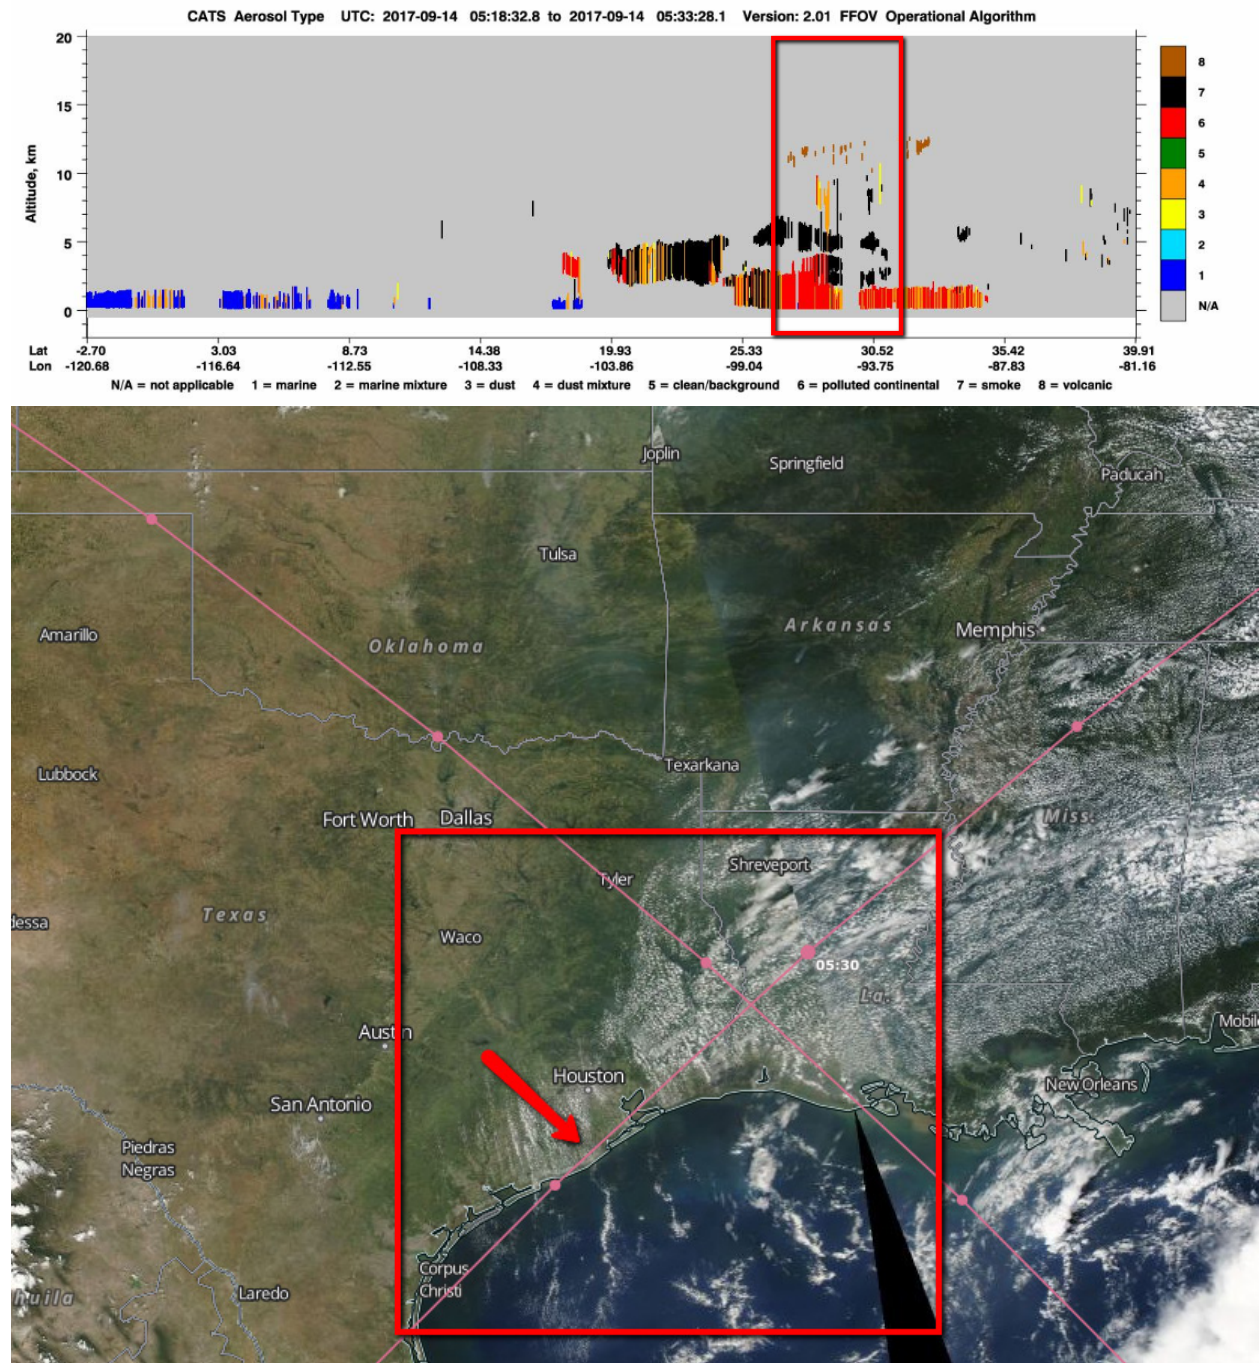 CATS Aerosol Type UTC: 2017-09-14 05:18:32.8 to 2017-09-14 05:33:28.1 Version: 2.01 FFOV Operational Algorithm
Altitude, km
20
15
10
5
0
8
7
6
5
4
3
2
1
N/A
Lat -2.70 3.03 8.73 14.38 19.93 25.33 30.52 35.42 39.91
Lon -120.68 -116.64 -112.55 -108.33 -103.86 -99.04 -93.75 -87.83 -81.16
N/A = not applicable 1 = marine 2 = marine mixture 3 = dust 4 = dust mixture 5 = clean/background 6 = polluted continental 7 = smoke 8 = volcanic
Joplin
Springfield
Paducah
Tulsa
Amarillo
Oklahoma
Arkansas
Memphis
Lubbock
Texarkana
Fort Worth
Dallas
Miss.
Shreveport
Tyler
Texas
dessa
Waco
05:30
La.
Austin
Mobile
Houston
New Orleans
San Antonio
Piedras
Negras
Corpus
Christi
Laredo
huila